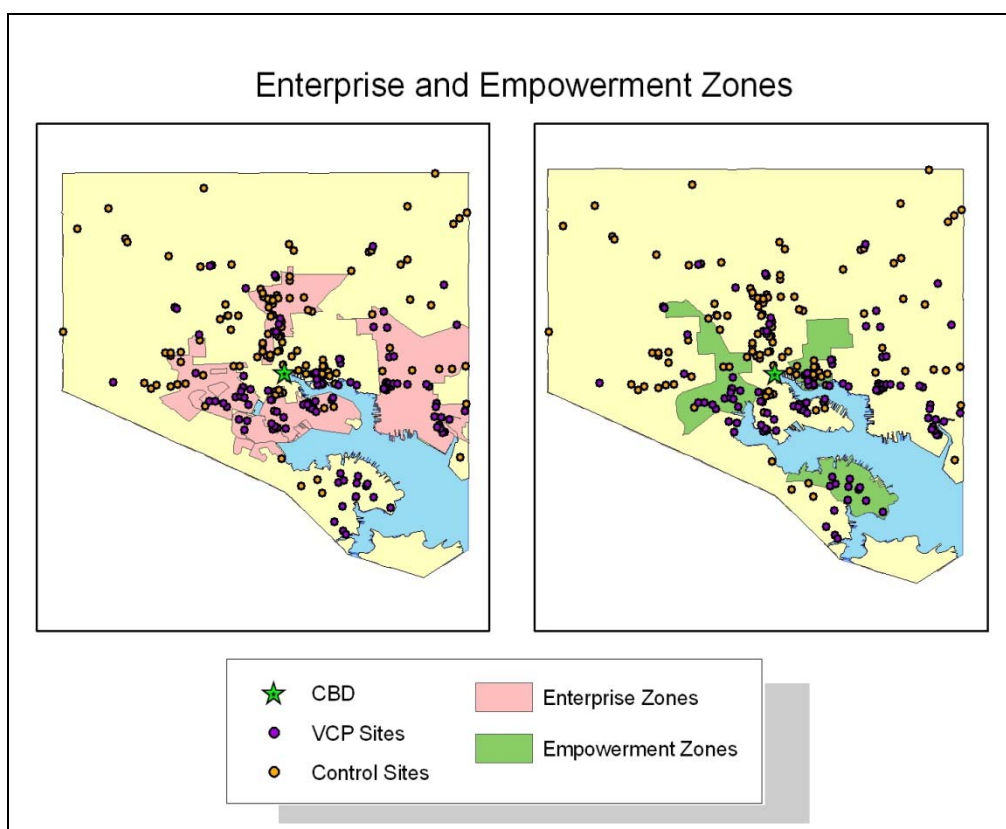 Enterprise and Empowerment Zones
CBD
VCP Sites
Control Sites
Enterprise Zones
Empowerment Zones